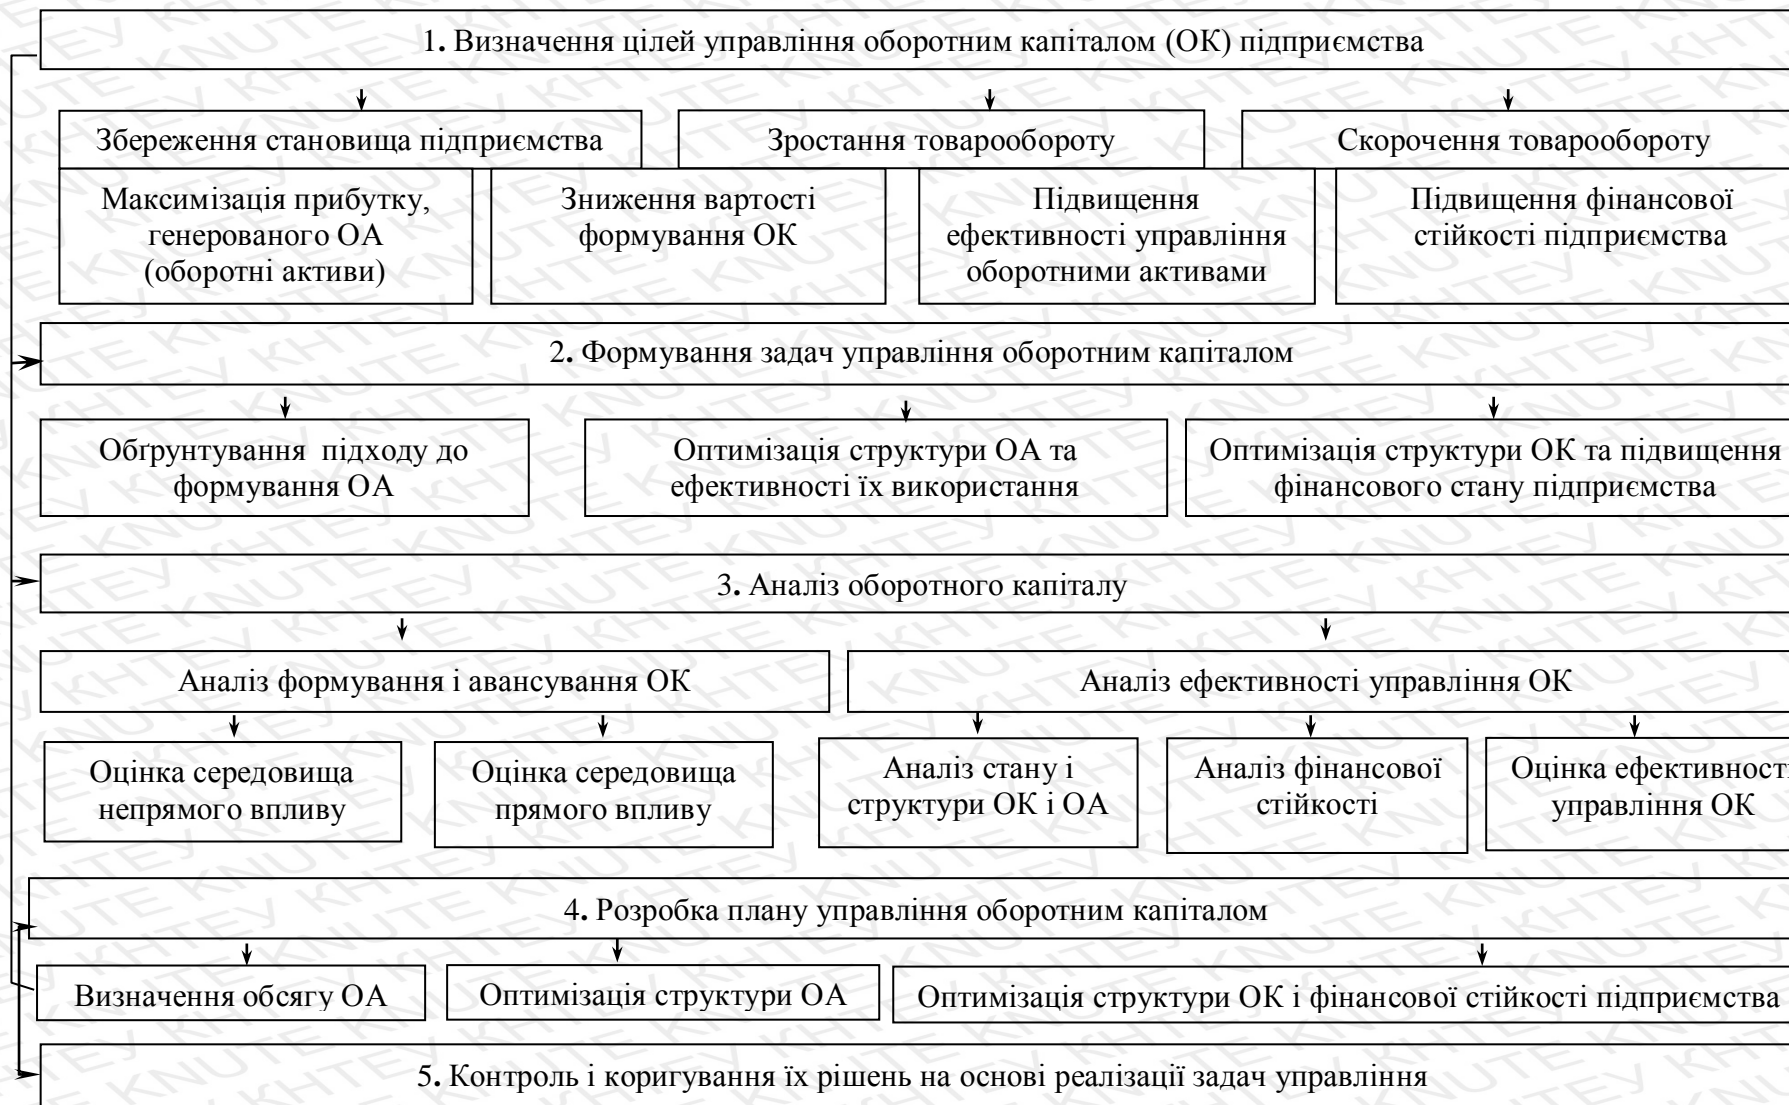 1. Визначення цілей управління оборотним капіталом (ОК) підприємства
Збереження становища підприємства
Зростання товарообороту
Скорочення товарообороту
Максимізація прибутку,
генерованого ОА
(оборотні активи)
Зниження вартості
формування ОК
Підвищення
ефективності управління
оборотними активами
Підвищення фінансової
стійкості підприємства
2. Формування задач управління оборотним капіталом
Обґрунтування підходу до
формування ОА
Оптимізація структури ОА та
ефективності їх використання
Оптимізація структури ОК та підвищення
фінансового стану підприємства
3. Аналіз оборотного капіталу
Аналіз формування і авансування ОК
Аналіз ефективності управління ОК
Оцінка середовища
непрямого впливу
Оцінка середовища
прямого впливу
Аналіз стану і
структури ОК і ОА
Аналіз фінансової
стійкості
Оцінка ефективності
управління ОК
4. Розробка плану управління оборотним капіталом
Визначення обсягу ОА
Оптимізація структури ОА
Оптимізація структури ОК і фінансової стійкості підприємства
5. Контроль і коригування їх рішень на основі реалізації задач управління